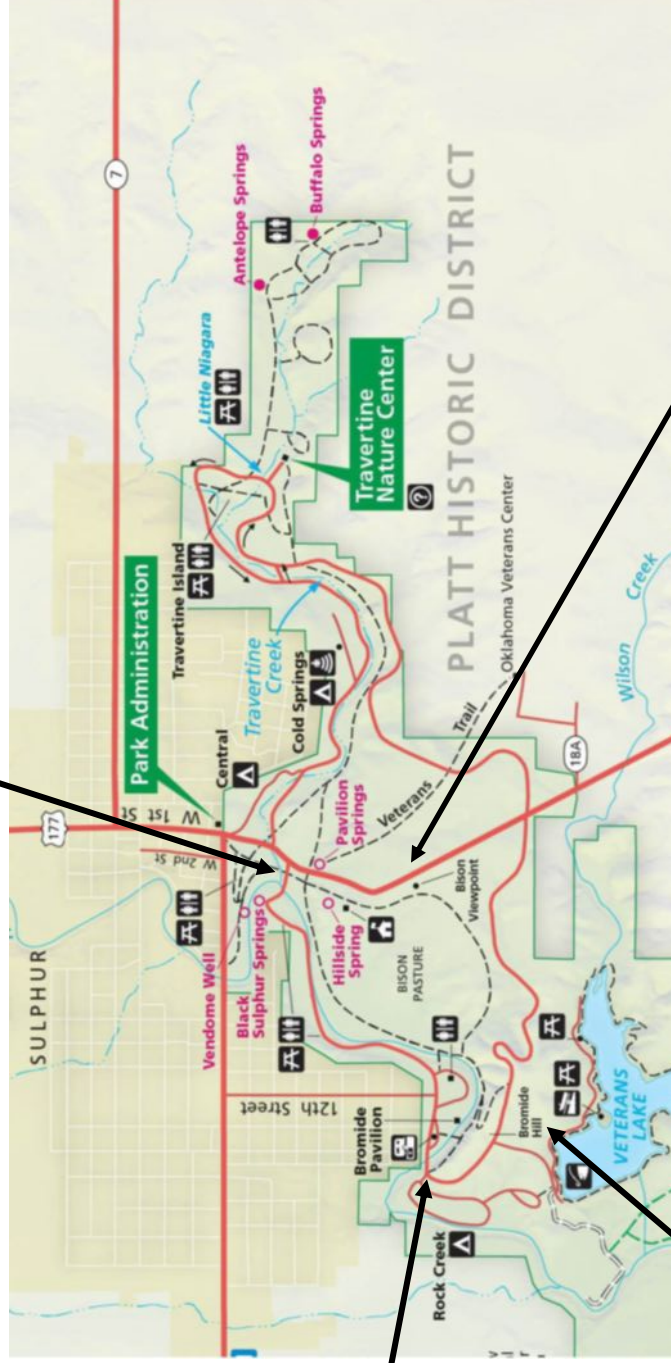 7
Antelope Springs
Buffalo Springs
Little Niagara
Travertine
Nature Center
?
PLATT HISTORIC DISTRICT
Travertine Island
Park Administration
Travertine
Creek
Cold Springs
Central
177
W 1st St
W 2nd St
SULPHUR
Vendome Well
Black
Sulphur Springs
Pavilion
Springs
Hillside
Spring
Veterans Trail
Oklahoma Veterans Center
Wilson Creek
18A
Bison
Viewpoint
BISON
PASTURE
12th Street
Bromide
Pavilion
Bromide
Hill
Rock Creek
VETERANS
LAKE